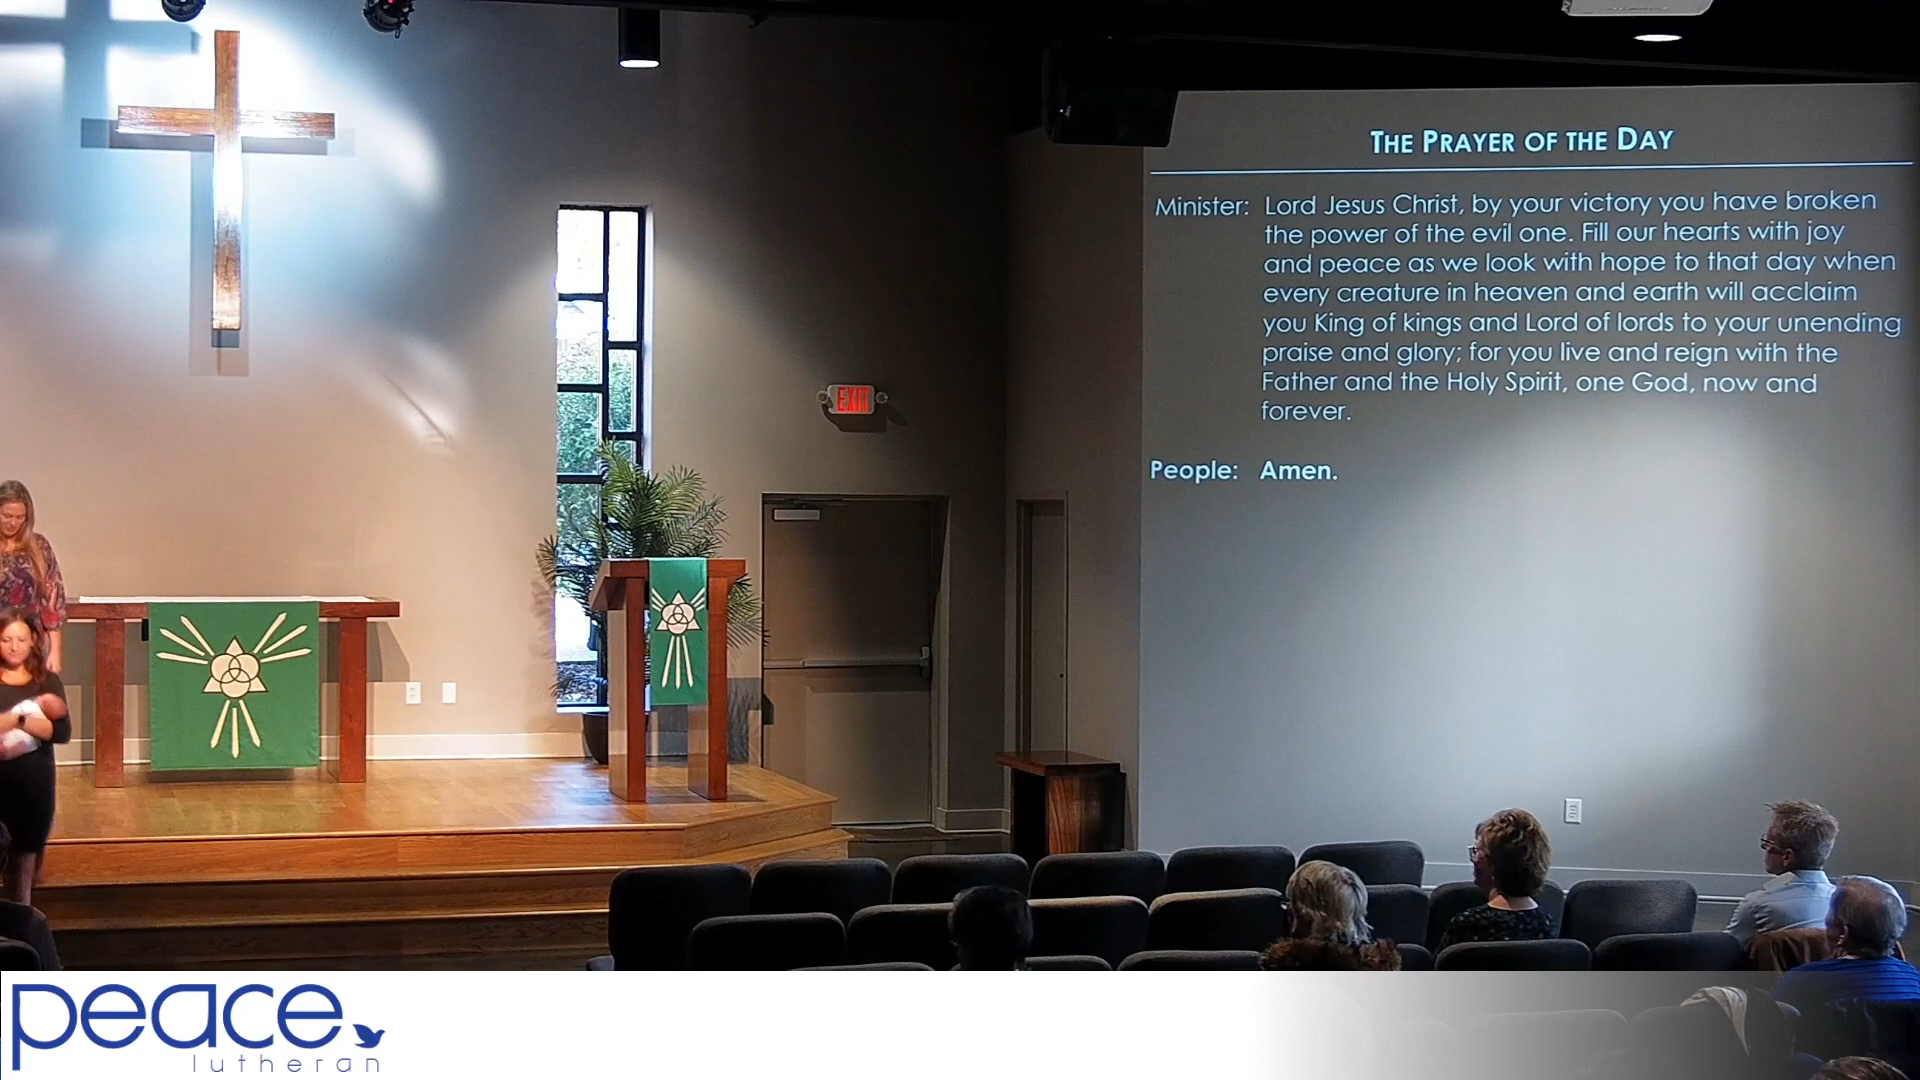 THE PRAYER OF THE DAY
Minister: Lord Jesus Christ, by your victory you have broken
the power of the evil one. Fill our hearts with joy
and peace as we look with hope to that day when
every creature in heaven and earth will acclaim
you King of kings and Lord of lords to your unending
praise and glory; for you live and reign with the
Father and the Holy Spirit, one God, now and
forever.
People: Amen.
EXIT
peace
lutheran